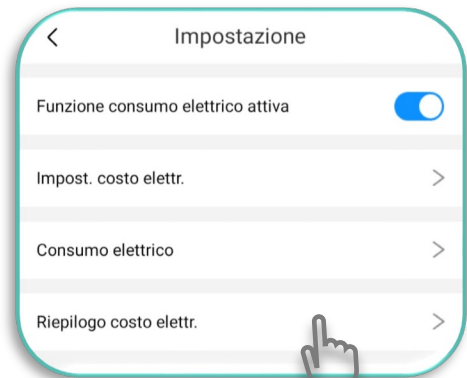 Impostazione
Funzione consumo elettrico attiva
Impost. costo elettr.
Consumo elettrico
Riepilogo costo elettr.